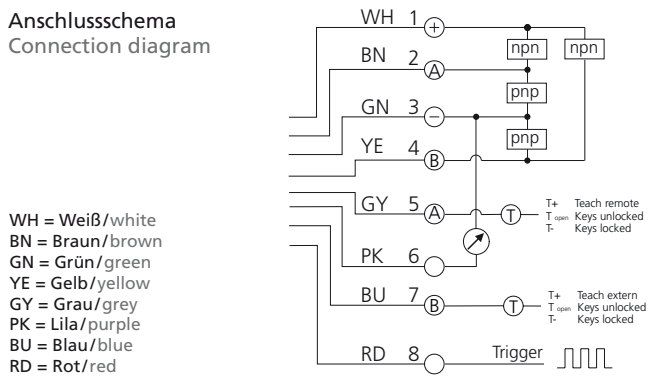 Anschlussschema
Connection diagram
WH 1 +
BN 2 A
GN 3 −
YE 4 B
GY 5 A T
PK 6
BU 7 B T
RD 8 Trigger
npn npn
pnp
pnp
T+ Teach remote
T open Keys unlocked
T- Keys locked
T+ Teach extern
T open Keys unlocked
T- Keys locked
WH = Weiß/white
BN = Braun/brown
GN = Grün/green
YE = Gelb/yellow
GY = Grau/grey
PK = Lila/purple
BU = Blau/blue
RD = Rot/red